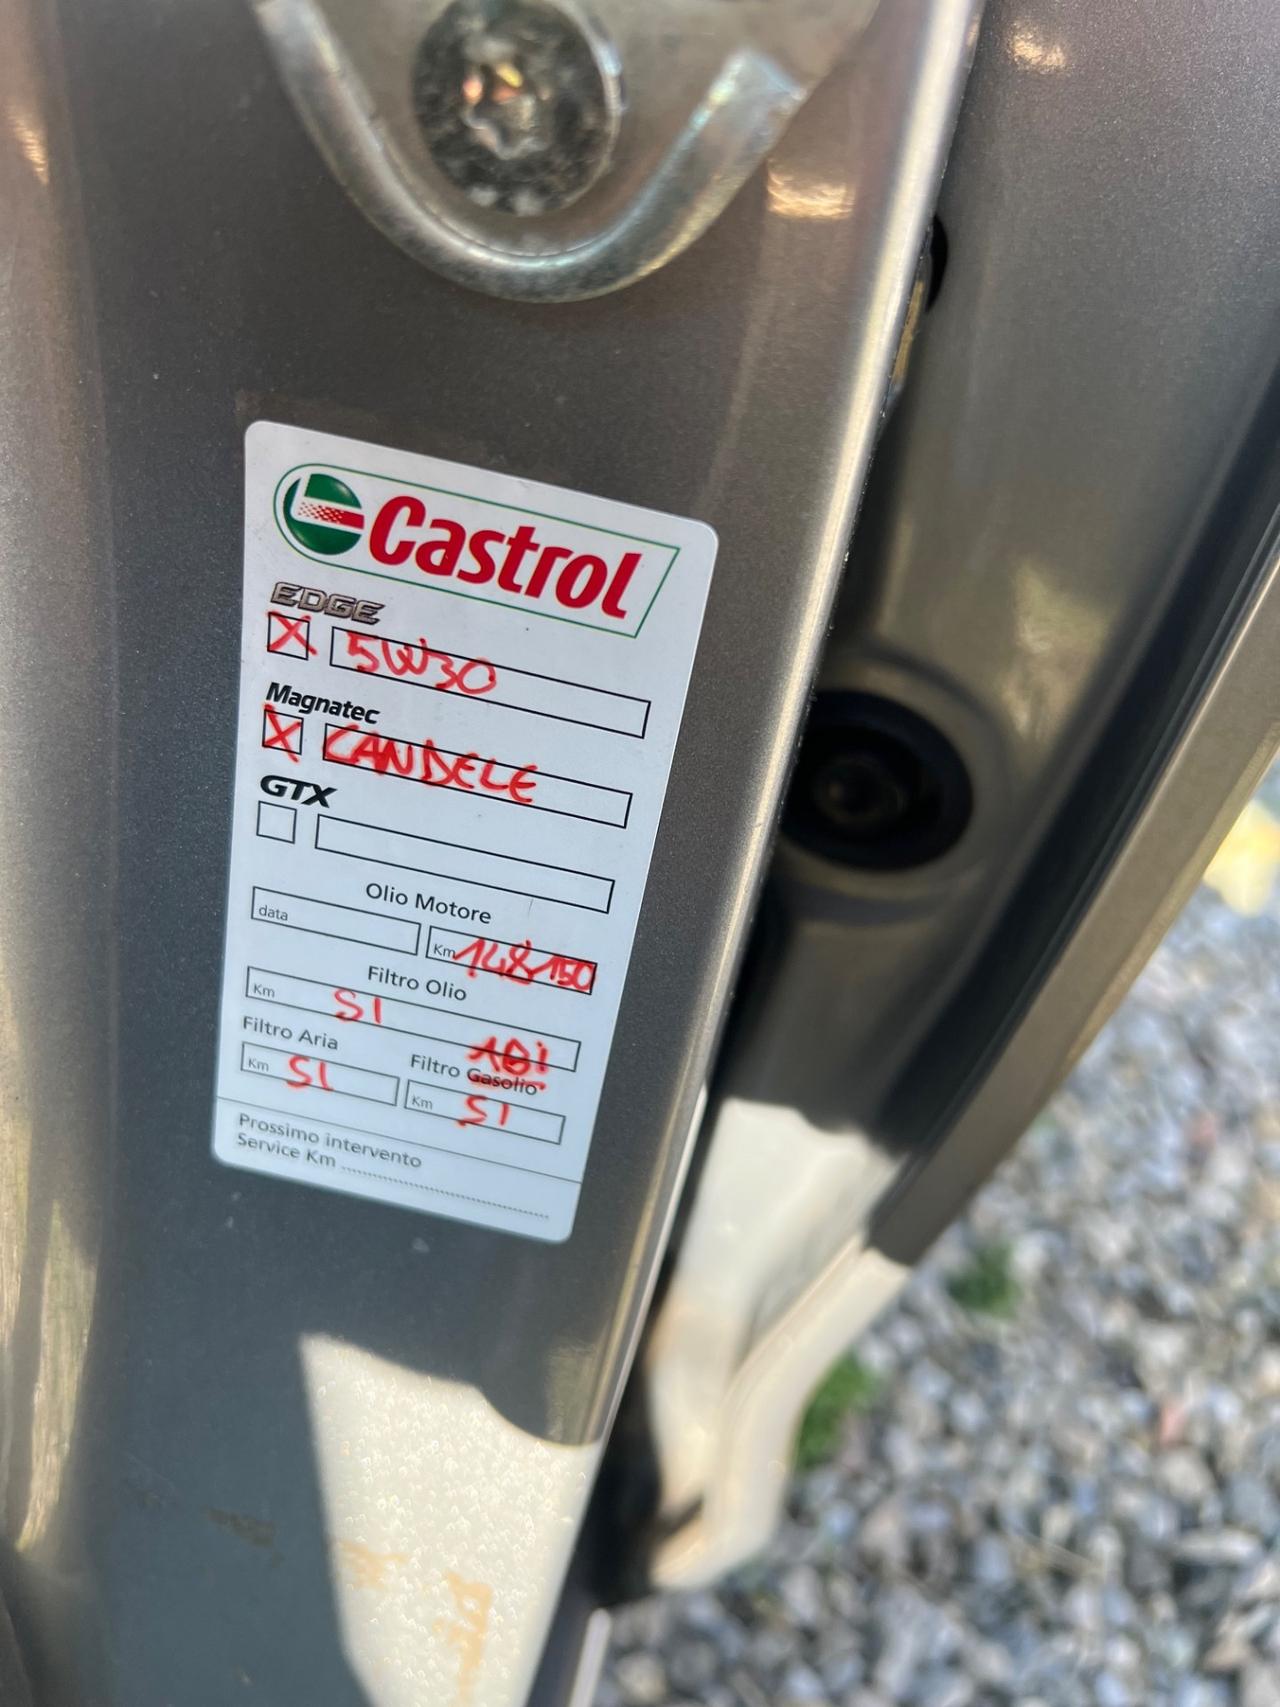 Castrol
EDGE
X 5W30
Magnatec
X CANDELE
GTX
Olio Motore
data Km 148150
Filtro Olio
Km SI
Filtro Aria Filtro Gasolio
Km SI Km SI
Prossimo intervento
Service Km ........................